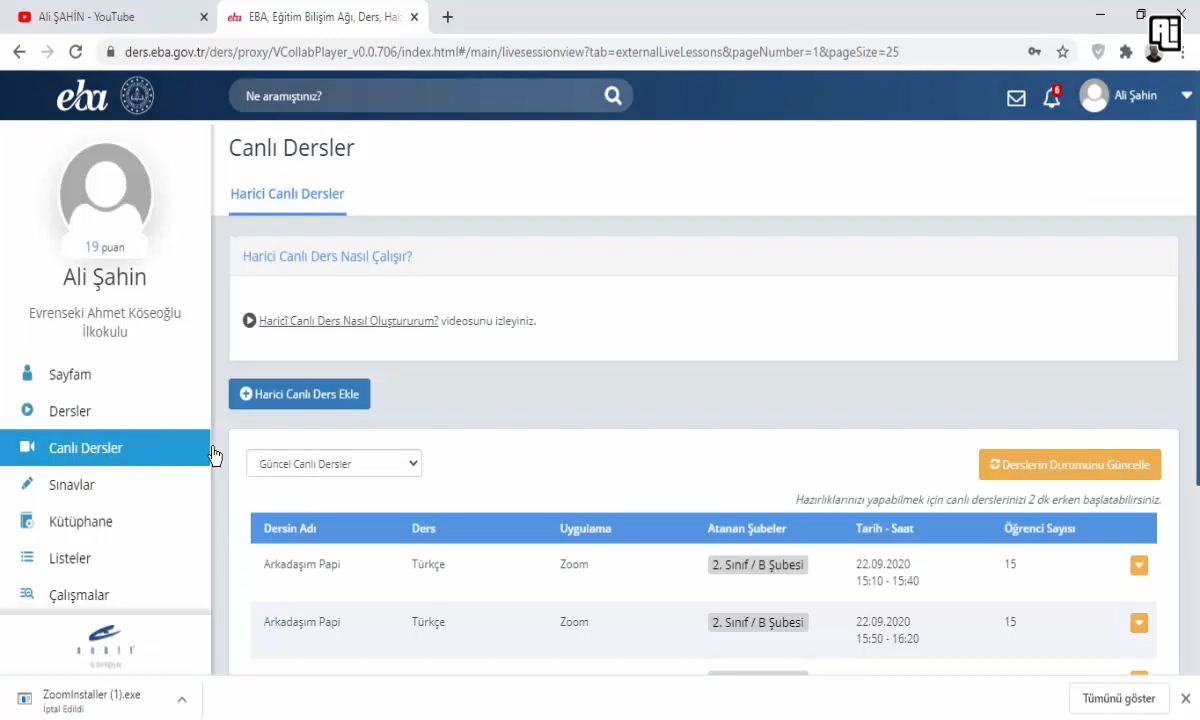 Ali ŞAHİN - YouTube
eba EBA, Eğitim Bilişim Ağı, Ders, Hab
ders.eba.gov.tr/ders/proxy/VCollabPlayer_v0.0.706/index.html#/main/livesessionview?tab=externalLiveLessons&pageNumber=1&pageSize=25
eba
Ne aramıştınız?
6
Ali Şahin
19 puan
Ali Şahin
Evrenseki Ahmet Köseoğlu
İlkokulu
Sayfam
Dersler
Canlı Dersler
Sınavlar
Kütüphane
Listeler
Çalışmalar
sebit
Canlı Dersler
Harici Canlı Dersler
Harici Canlı Ders Nasıl Çalışır?
Haricî Canlı Ders Nasıl Oluştururum? videosunu izleyiniz.
Harici Canlı Ders Ekle
Güncel Canlı Dersler
Derslerin Durumunu Güncelle
Hazırlıklarınızı yapabilmek için canlı derslerinizi 2 dk erken başlatabilirsiniz.
Dersin Adı Ders Uygulama Atanan Şubeler Tarih - Saat Öğrenci Sayısı
Arkadaşım Papi Türkçe Zoom 2. Sınıf / B Şubesi 22.09.2020 15
15:10 - 15:40
Arkadaşım Papi Türkçe Zoom 2. Sınıf / B Şubesi 22.09.2020 15
15:50 - 16:20
ZoomInstaller (1).exe
İptal Edildi
Tümünü göster